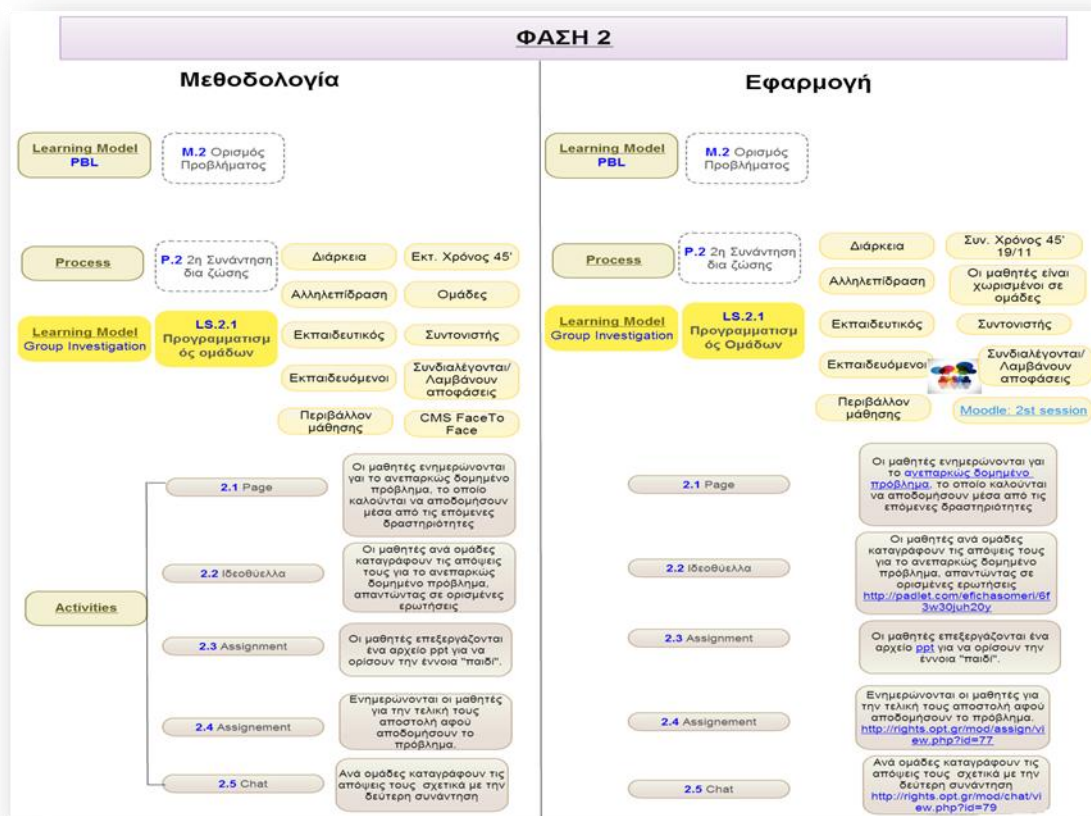 ΦΑΣΗ 2
Μεθοδολογία
Learning Model
PBL
Μ.2 Ορισμός
Προβλήματος
Process
P.2 2η Συνάντηση
δια ζώσης
Διάρκεια
Εκτ. Χρόνος 45'
Αλληλεπίδραση
Ομάδες
Learning Model
Group Investigation
LS.2.1
Προγραμματισμ
ός ομάδων
Εκπαιδευτικός
Συντονιστής
Εκπαιδευόμενοι
Συνδιαλέγονται/
Λαμβάνουν
αποφάσεις
Περιβάλλον
μάθησης
CMS FaceTo
Face
Activities
2.1 Page
Οι μαθητές ενημερώνονται
γαι το ανεπαρκώς δομημένο
πρόβλημα, το οποίο
καλούνται να αποδομήσουν
μέσα από τις επόμενες
δραστηριότητες
2.2 Ιδεοθύελλα
Οι μαθητές ανά ομάδες
καταγράφουν τις απόψεις
τους για το ανεπαρκώς
δομημένο πρόβλημα,
απαντώντας σε ορισμένες
ερωτήσεις
2.3 Assignment
Οι μαθητές επεξεργάζονται
ένα αρχείο ppt για να
ορίσουν την έννοια "παιδί".
2.4 Assignement
Ενημερώνονται οι μαθητές
για την τελική τους
αποστολή αφού
αποδομήσουν το
πρόβλημα.
2.5 Chat
Ανά ομάδες καταγράφουν τις
απόψεις τους σχετικά με την
δεύτερη συνάντηση
Εφαρμογή
Learning Model
PBL
Μ.2 Ορισμός
Προβλήματος
Process
P.2 2η Συνάντηση
δια ζώσης
Διάρκεια
Συν. Χρόνος 45'
19/11
Αλληλεπίδραση
Οι μαθητές είναι
χωρισμένοι σε
ομάδες
Learning Model
Group Investigation
LS.2.1
Προγραμματισμ
ός Ομάδων
Εκπαιδευτικός
Συντονιστής
Εκπαιδευόμενοι
Συνδιαλέγονται/
Λαμβάνουν
αποφάσεις
Περιβάλλον
μάθησης
Moodle: 2st session
2.1 Page
Οι μαθητές ενημερώνονται γαι
το ανεπαρκώς δομημένο
πρόβλημα, το οποίο καλούνται
να αποδομήσουν μέσα από τις
επόμενες δραστηριότητες
2.2 Ιδεοθύελλα
Οι μαθητές ανά ομάδες
καταγράφουν τις απόψεις τους
για το ανεπαρκώς δομημένο
πρόβλημα, απαντώντας σε
ορισμένες ερωτήσεις
http://padlet.com/efichasomeri/6f
3w30juh20y
2.3 Assignment
Οι μαθητές επεξεργάζονται ένα
αρχείο ppt για να ορίσουν την
έννοια "παιδί".
2.4 Assignement
Ενημερώνονται οι μαθητές για
την τελική τους αποστολή αφού
αποδομήσουν το πρόβλημα.
http://rights.opt.gr/mod/assign/vi
ew.php?id=77
2.5 Chat
Ανά ομάδες καταγράφουν τις
απόψεις τους σχετικά με την
δεύτερη συνάντηση
http://rights.opt.gr/mod/chat/vi
ew.php?id=79